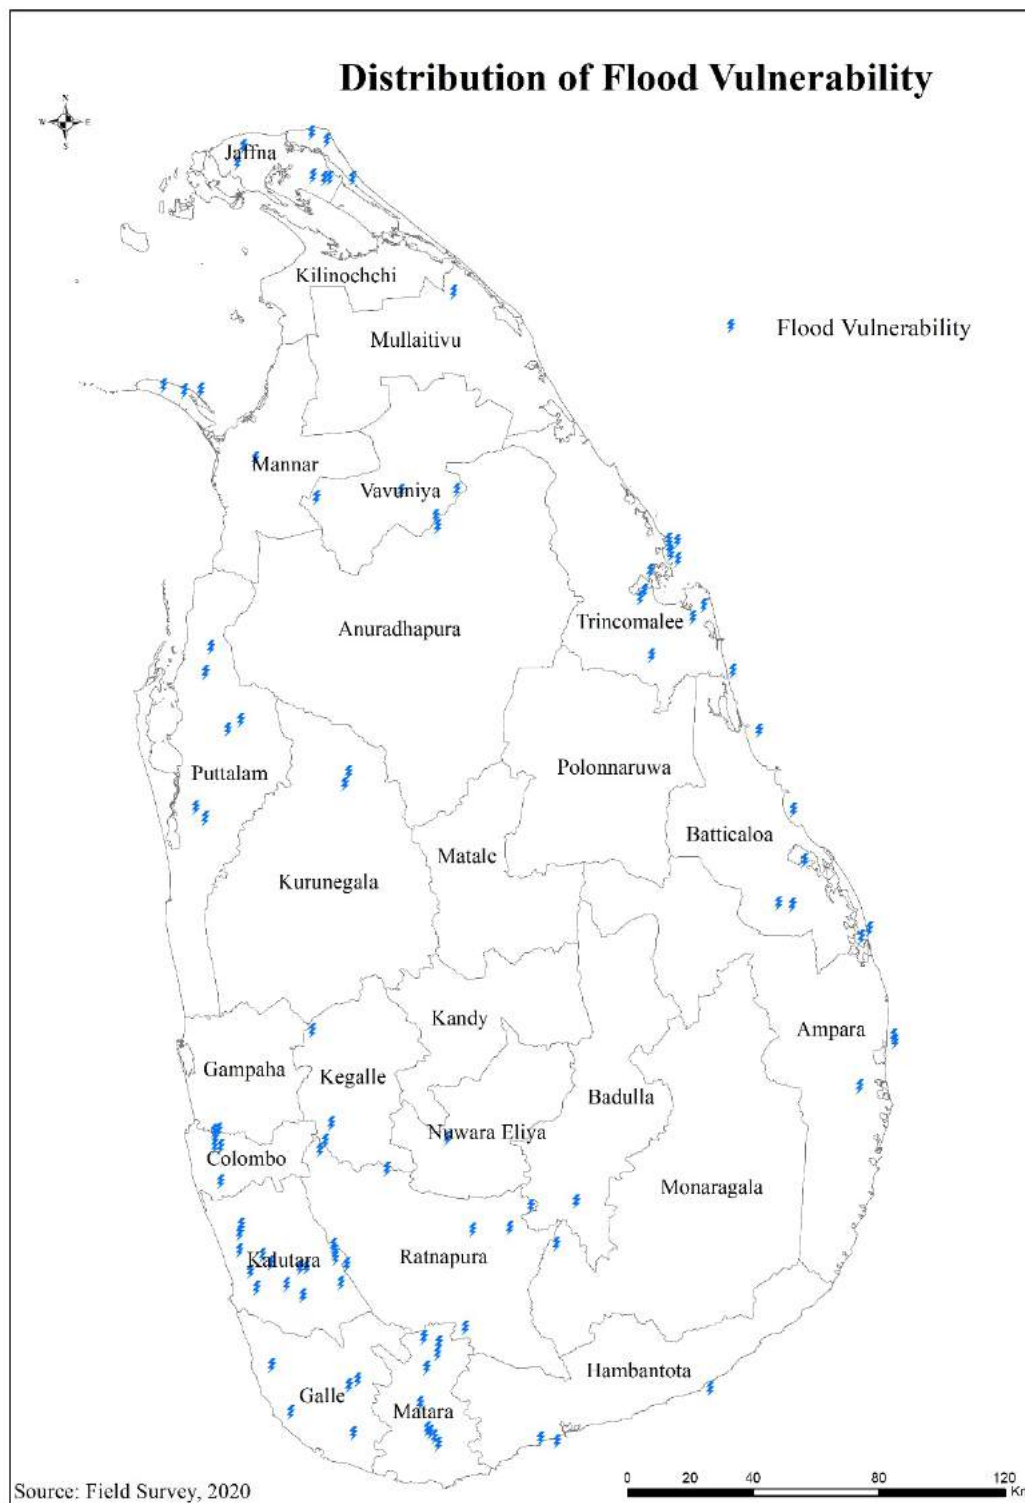 Distribution of Flood Vulnerability
N
W E
S
Jaffna
Kilinochchi
Flood Vulnerability
Mullaitivu
Mannar
Vavuniya
Trincomalee
Anuradhapura
Polonnaruwa
Puttalam
Batticaloa
Matale
Kurunegala
Kandy
Ampara
Gampaha
Kegalle
Badulla
Nuwara Eliya
Colombo
Monaragala
Ratnapura
Kalutara
Hambantota
Galle
Matara
0 20 40 80 120
Km
Source: Field Survey, 2020